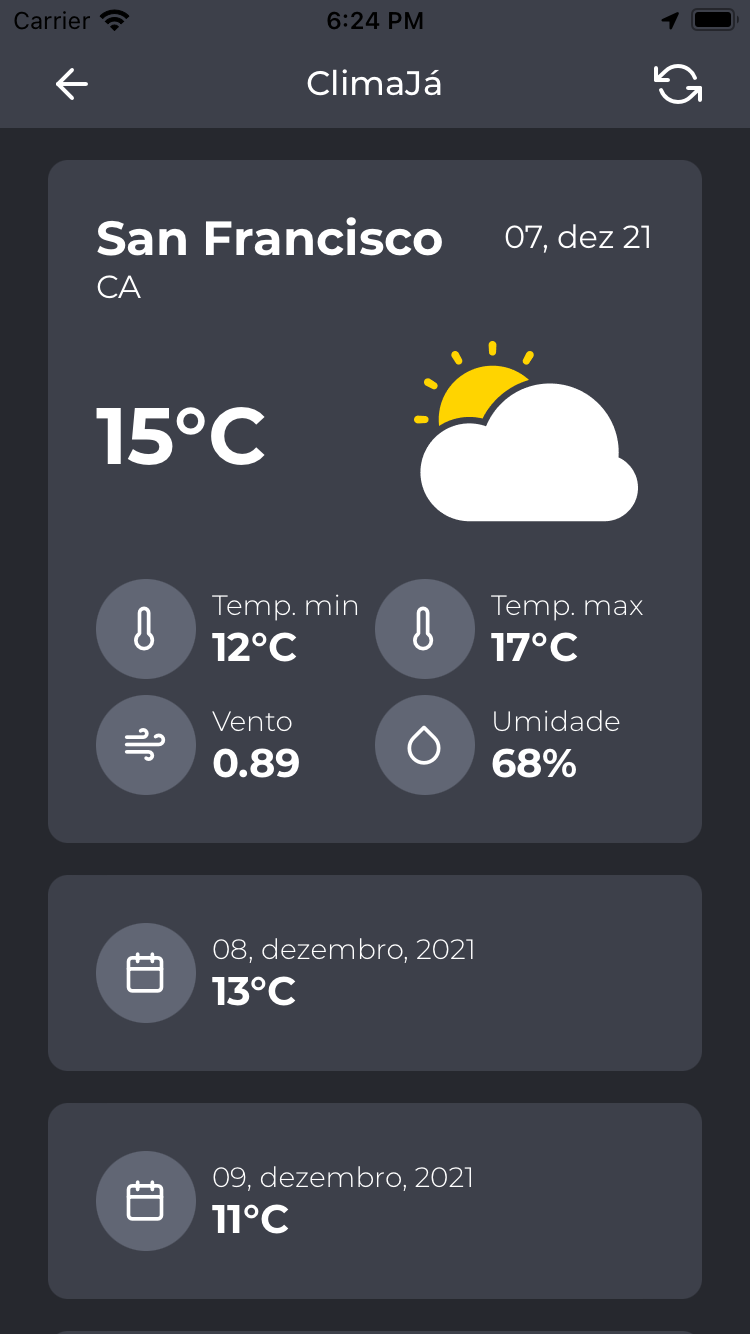 Carrier 6:24 PM
ClimaJá
San Francisco 07, dez 21
CA
15°C
Temp. min Temp. max
12°C 17°C
Vento Umidade
0.89 68%
08, dezembro, 2021
13°C
09, dezembro, 2021
11°C